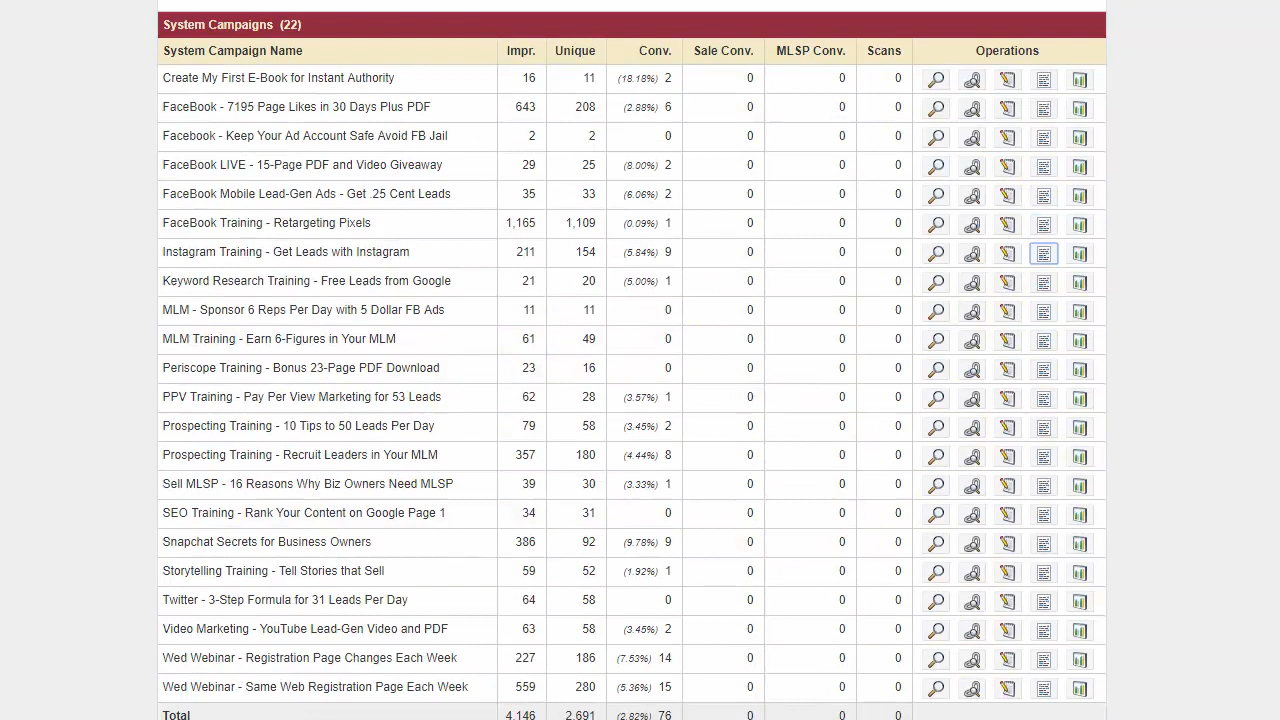 System Campaigns (22)
System Campaign Name Impr. Unique Conv. Sale Conv. MLSP Conv. Scans Operations
Create My First E-Book for Instant Authority 16 11 (18.18%) 2 0 0 0
FaceBook - 7195 Page Likes in 30 Days Plus PDF 643 208 (2.88%) 6 0 0 0
Facebook - Keep Your Ad Account Safe Avoid FB Jail 2 2 0 0 0 0
FaceBook LIVE - 15-Page PDF and Video Giveaway 29 25 (8.00%) 2 0 0 0
FaceBook Mobile Lead-Gen Ads - Get .25 Cent Leads 35 33 (6.06%) 2 0 0 0
FaceBook Training - Retargeting Pixels 1,165 1,109 (0.09%) 1 0 0 0
Instagram Training - Get Leads with Instagram 211 154 (5.84%) 9 0 0 0
Keyword Research Training - Free Leads from Google 21 20 (5.00%) 1 0 0 0
MLM - Sponsor 6 Reps Per Day with 5 Dollar FB Ads 11 11 0 0 0 0
MLM Training - Earn 6-Figures in your MLM 61 49 0 0 0 0
Periscope Training - Bonus 23-Page PDF Download 23 16 0 0 0 0
PPV Training - Pay Per View Marketing for 53 Leads 62 28 (3.57%) 1 0 0 0
Prospecting Training - 10 Tips to 50 Leads Per Day 79 58 (3.45%) 2 0 0 0
Prospecting Training - Recruit Leaders in Your MLM 357 180 (4.44%) 8 0 0 0
Sell MLSP - 16 Reasons Why Biz Owners Need MLSP 39 30 (3.33%) 1 0 0 0
SEO Training - Rank Your Content on Google Page 1 34 31 0 0 0 0
Snapchat Secrets for Business Owners 386 92 (9.78%) 9 0 0 0
Storytelling Training - Tell Stories that Sell 59 52 (1.92%) 1 0 0 0
Twitter - 3-Step Formula for 31 Leads Per Day 64 58 0 0 0 0
Video Marketing - YouTube Lead-Gen Video and PDF 63 58 (3.45%) 2 0 0 0
Wed Webinar - Registration Page Changes Each Week 227 186 (7.53%) 14 0 0 0
Wed Webinar - Same Web Registration Page Each Week 559 280 (5.36%) 15 0 0 0
Total 4,146 2,691 (2.82%) 76 0 0 0